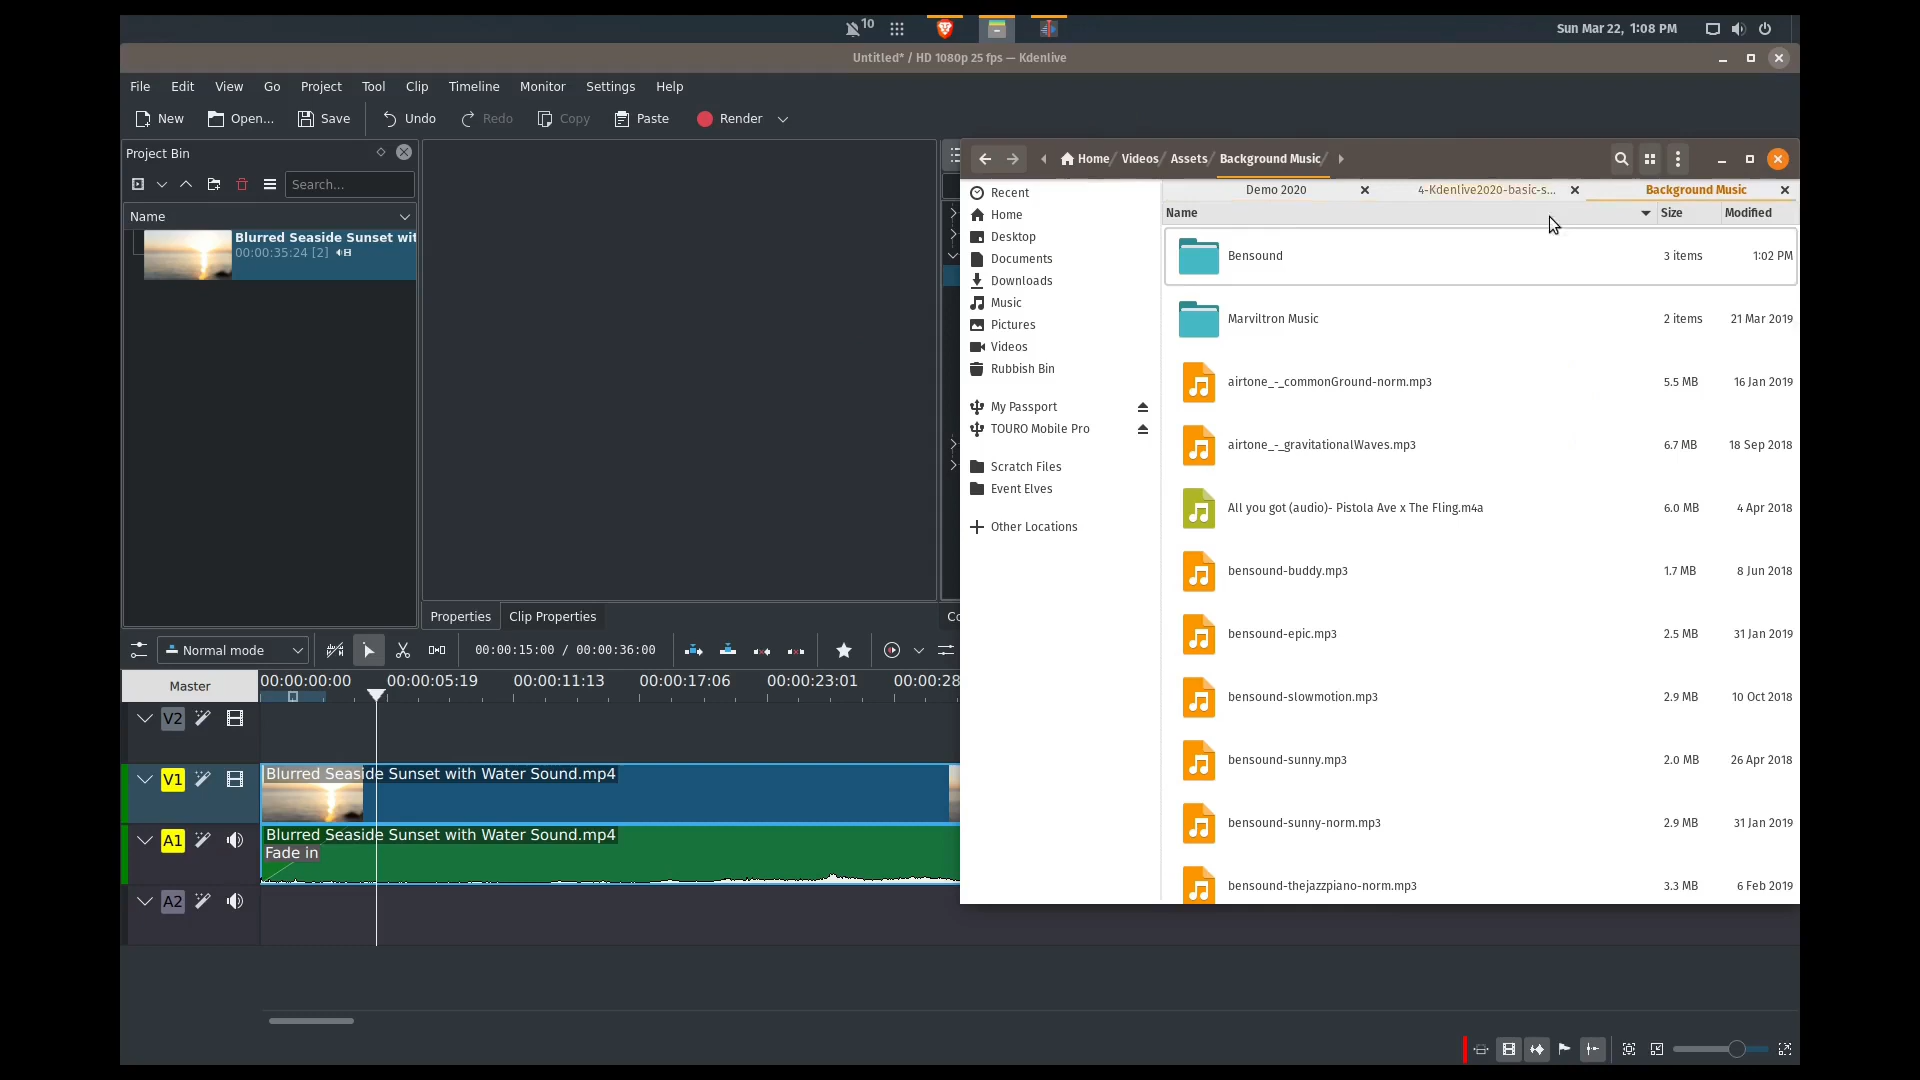 10
Sun Mar 22, 1:08 PM
Untitled* / HD 1080p 25 fps — Kdenlive
File Edit View Go Project Tool Clip Timeline Monitor Settings Help
New Open... Save Undo Redo Copy Paste Render
Project Bin
Search...
Name
Blurred Seaside Sunset wit
00:00:35:24 [2]
Properties Clip Properties Co
Home/ Videos/ Assets/ Background Music/
Demo 2020 4-Kdenlive2020-basic-s... Background Music
Name Size Modified
Recent
Home
Desktop
Documents
Downloads
Music
Pictures
Videos
Rubbish Bin
My Passport
TOURO Mobile Pro
Scratch Files
Event Elves
Other Locations
Bensound 3 items 1:02 PM
Marviltron Music 2 items 21 Mar 2019
airtone_-_commonGround-norm.mp3 5.5 MB 16 Jan 2019
airtone_-_gravitationalWaves.mp3 6.7 MB 18 Sep 2018
All you got (audio)- Pistola Ave x The Fling.m4a 6.0 MB 4 Apr 2018
bensound-buddy.mp3 1.7 MB 8 Jun 2018
bensound-epic.mp3 2.5 MB 31 Jan 2019
bensound-slowmotion.mp3 2.9 MB 10 Oct 2018
bensound-sunny.mp3 2.0 MB 26 Apr 2018
bensound-sunny-norm.mp3 2.9 MB 31 Jan 2019
bensound-thejazzpiano-norm.mp3 3.3 MB 6 Feb 2019
Normal mode 00:00:15:00 / 00:00:36:00
Master 00:00:00:00 00:00:05:19 00:00:11:13 00:00:17:06 00:00:23:01 00:00:28
V2
V1 Blurred Seaside Sunset with Water Sound.mp4
A1 Blurred Seaside Sunset with Water Sound.mp4
Fade in
A2